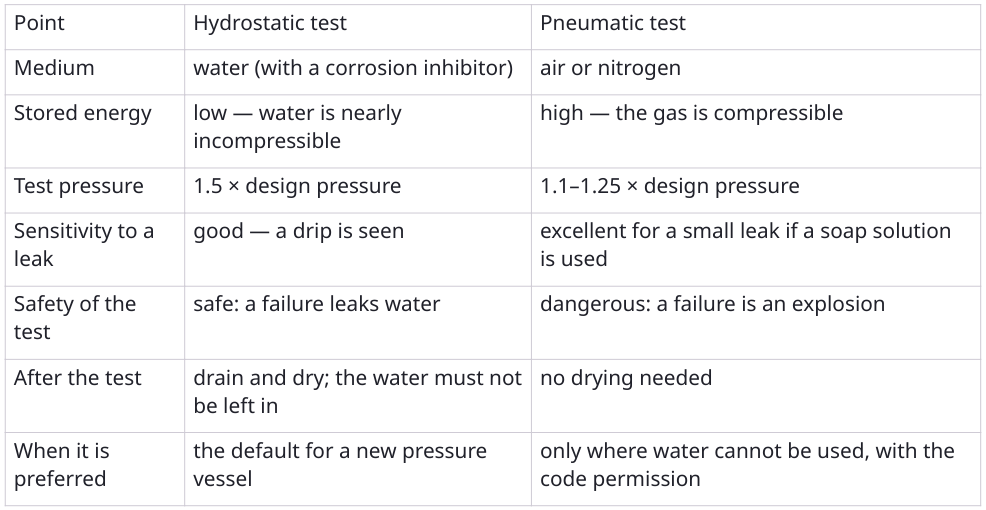 Point
Hydrostatic test
Pneumatic test
Medium
water (with a corrosion inhibitor)
air or nitrogen
Stored energy
low — water is nearly
incompressible
high — the gas is compressible
Test pressure
1.5 × design pressure
1.1–1.25 × design pressure
Sensitivity to a
leak
good — a drip is seen
excellent for a small leak if a soap solution
is used
Safety of the
test
safe: a failure leaks water
dangerous: a failure is an explosion
After the test
drain and dry; the water must not
be left in
no drying needed
When it is
preferred
the default for a new pressure
vessel
only where water cannot be used, with the
code permission